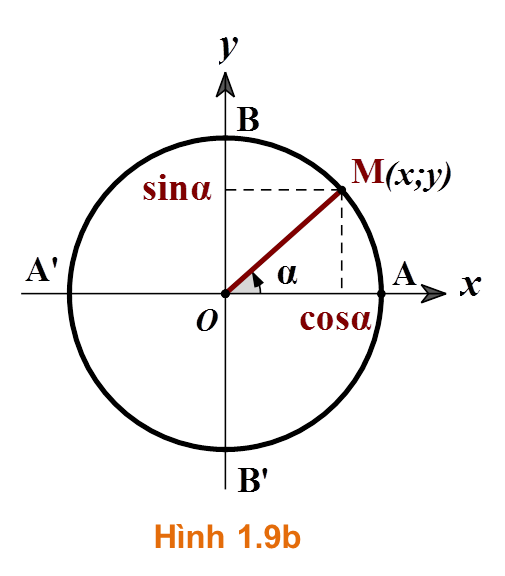 y
B
M(x;y)
sinα
A'
α
A
x
O
cosα
B'
Hình 1.9b